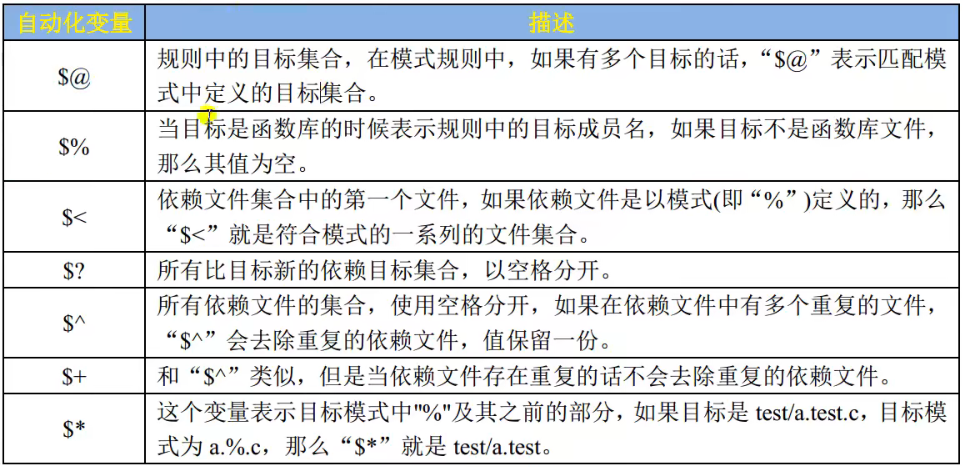 自动化变量 描述
$@
规则中的目标集合，在模式规则中，如果有多个目标的话，“$@”表示匹配模
式中定义的目标集合。
$%
当目标是函数库的时候表示规则中的目标成员名，如果目标不是函数库文件，
那么其值为空。
$<
依赖文件集合中的第一个文件，如果依赖文件是以模式(即“%”)定义的，那么
“$<”就是符合模式的一系列的文件集合。
$? 所有比目标新的依赖目标集合，以空格分开。
$^
所有依赖文件的集合，使用空格分开，如果在依赖文件中有多个重复的文件，
“$^”会去除重复的依赖文件，值保留一份。
$+ 和“$^”类似，但是当依赖文件存在重复的话不会去除重复的依赖文件。
$*
这个变量表示目标模式中"%"及其之前的部分，如果目标是 test/a.test.c，目标模
式为 a.%.c，那么“$*”就是 test/a.test。